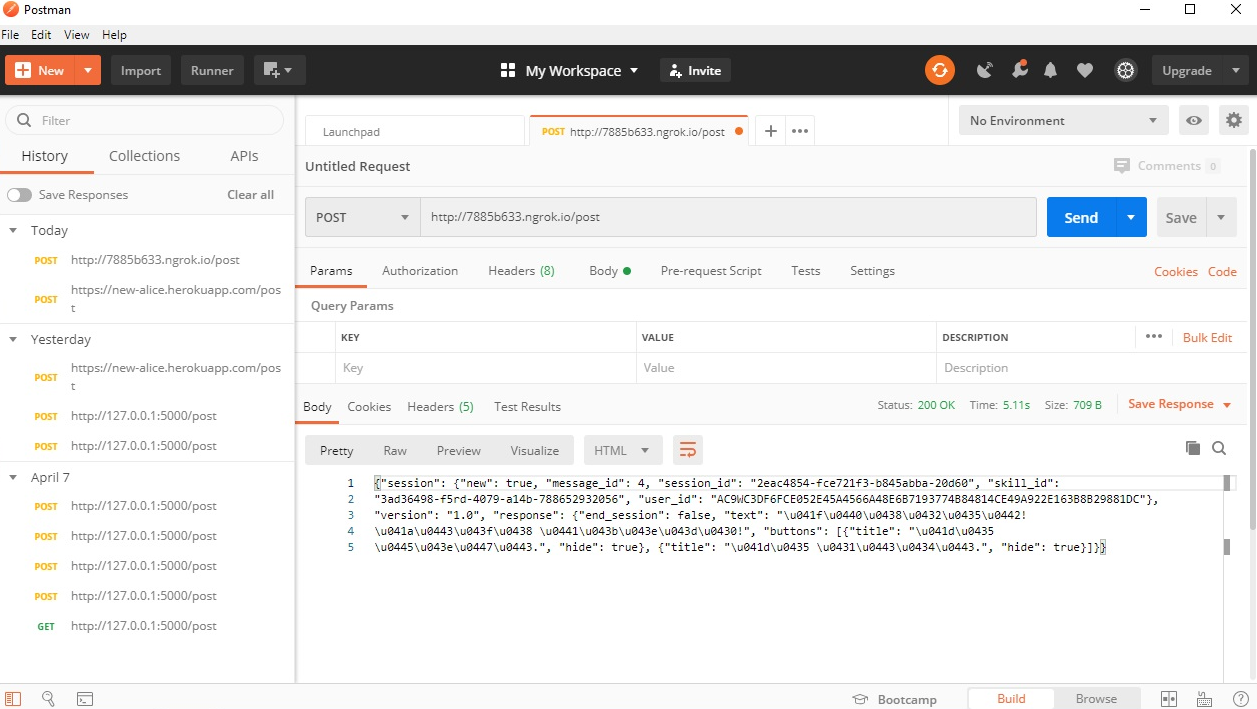 Postman
File Edit View Help
New Import Runner My Workspace Invite Upgrade
Filter
History Collections APIs
Save Responses Clear all
Today
POST http://7885b633.ngrok.io/post
POST https://new-alice.herokuapp.com/pos
t
Yesterday
POST https://new-alice.herokuapp.com/pos
t
POST http://127.0.0.1:5000/post
POST http://127.0.0.1:5000/post
April 7
POST http://127.0.0.1:5000/post
POST http://127.0.0.1:5000/post
POST http://127.0.0.1:5000/post
POST http://127.0.0.1:5000/post
GET http://127.0.0.1:5000/post
Launchpad POST http://7885b633.ngrok.io/post No Environment
Untitled Request Comments 0
POST http://7885b633.ngrok.io/post Send Save
Params Authorization Headers (8) Body Pre-request Script Tests Settings Cookies Code
Query Params
KEY VALUE DESCRIPTION Bulk Edit
Key Value Description
Body Cookies Headers (5) Test Results Status: 200 OK Time: 5.11s Size: 709 B Save Response
Pretty Raw Preview Visualize HTML
1 {"session": {"new": true, "message_id": 4, "session_id": "2eac4854-fce721f3-b845abba-20d60", "skill_id":
2 "3ad36498-f5rd-4079-a14b-788652932056", "user_id": "AC9WC3DF6FCE052E45A4566A48E6B7193774B84814CE49A922E163B8B29881DC"},
3 "version": "1.0", "response": {"end_session": false, "text": "\u041f\u0440\u0438\u0432\u0435\u0442!
4 \u041a\u0443\u043f\u0438 \u0441\u043b\u043e\u043d\u0430!", "buttons": [{"title": "\u041d\u0435
5 \u0445\u043e\u0447\u0443.", "hide": true}, {"title": "\u041d\u0435 \u0431\u0443\u0434\u0443.", "hide": true}]}}
Bootcamp Build Browse